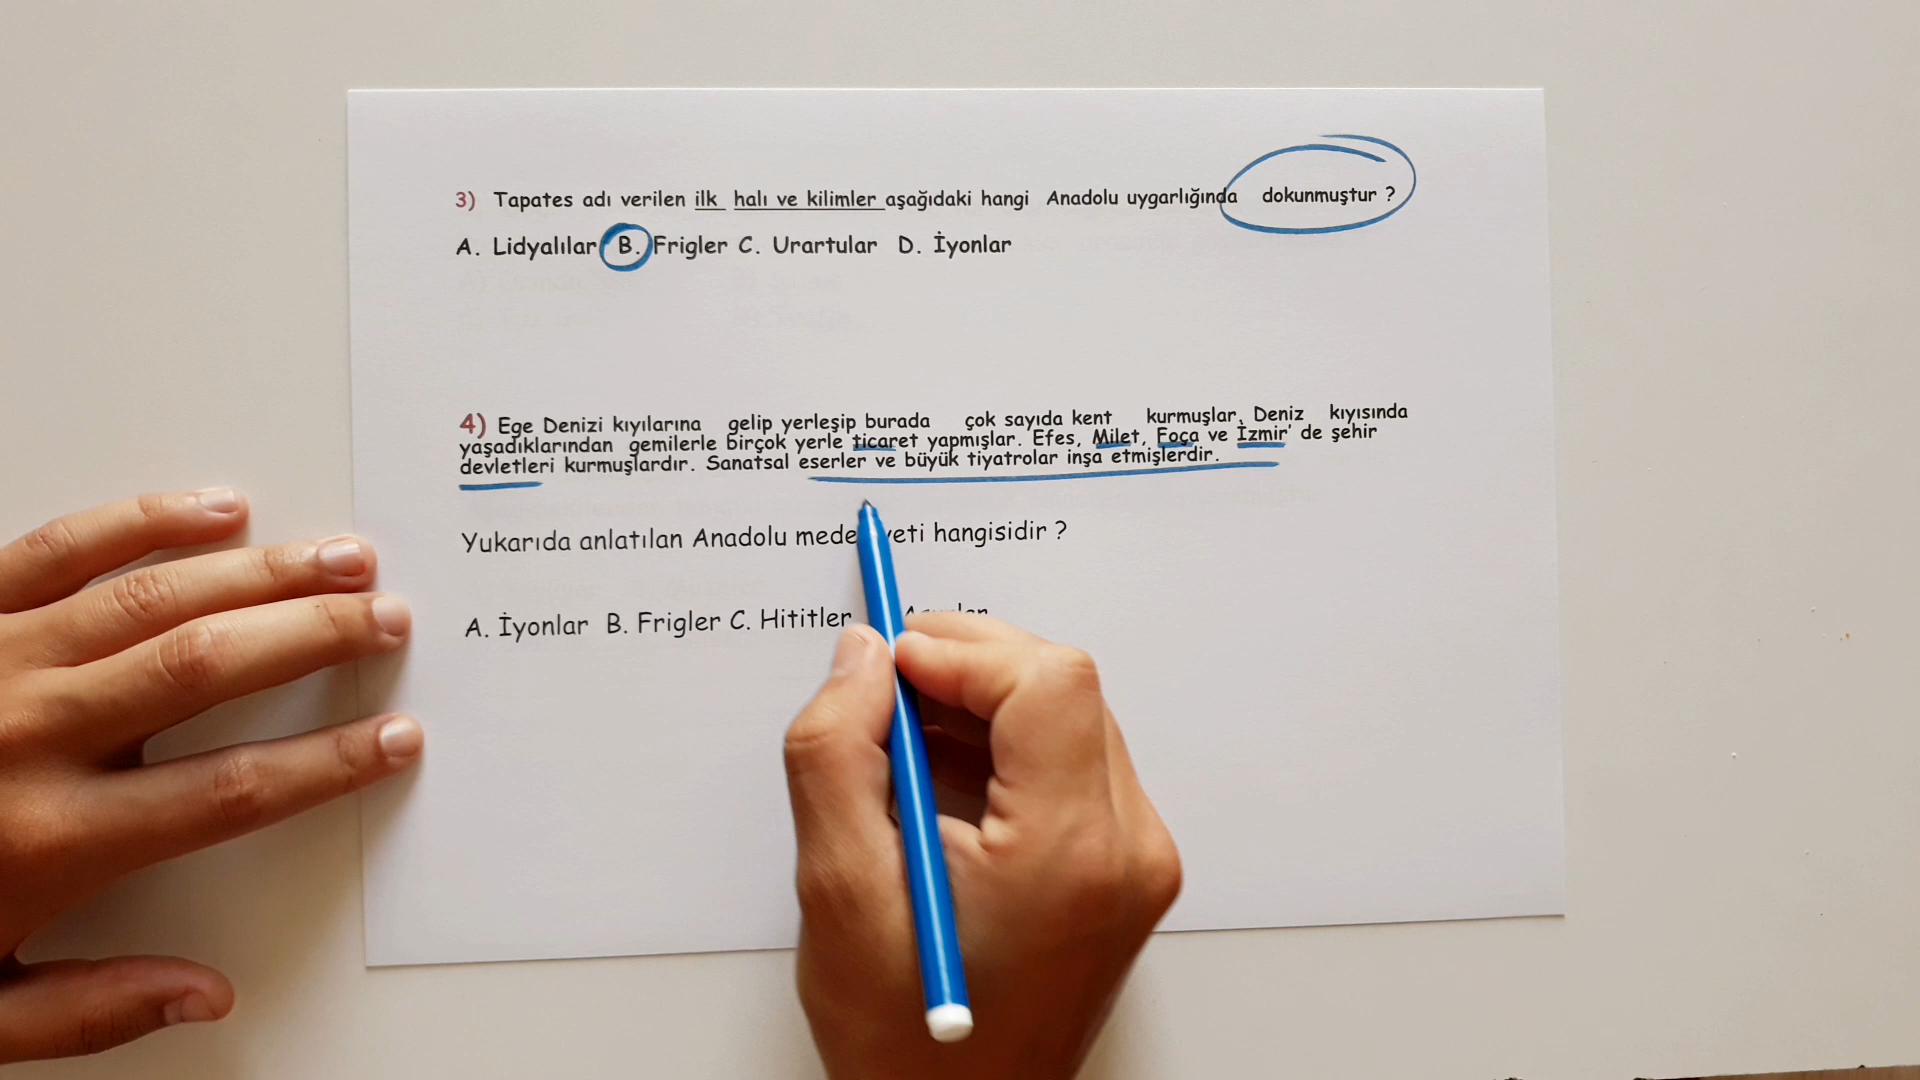 3) Tapates adı verilen ilk halı ve kilimler aşağıdaki hangi Anadolu uygarlığında dokunmuştur ?
A. Lidyalılar B. Frigler C. Urartular D. İyonlar
4) Ege Denizi kıyılarına gelip yerleşip burada çok sayıda kent kurmuşlar, Deniz kıyısında
yaşadıklarından gemilerle birçok yerle ticaret yapmışlar. Efes, Milet, Foça ve İzmir' de şehir
devletleri kurmuşlardır. Sanatsal eserler ve büyük tiyatrolar inşa etmişlerdir.
Yukarıda anlatılan Anadolu hangisidir ?
A. İyonlar B. Frigler C. Hititler